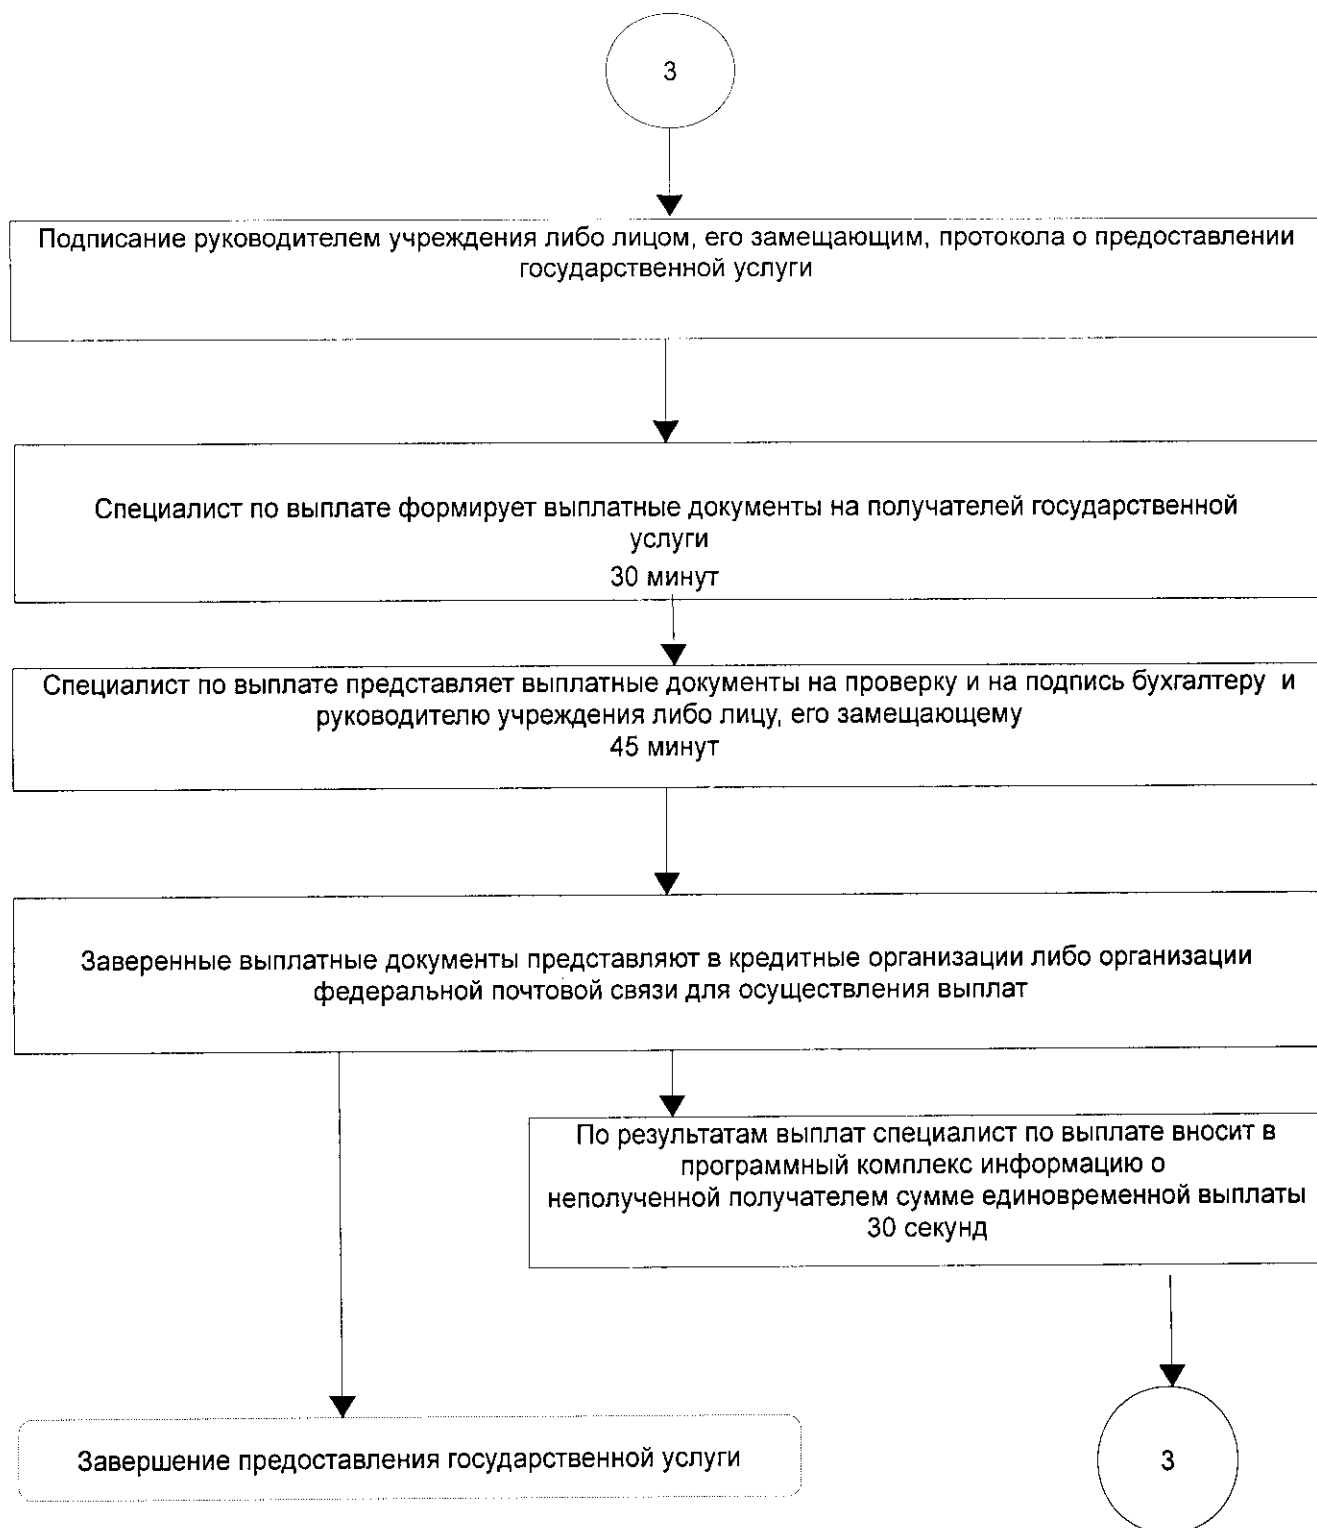 3
Подписание руководителем учреждения либо лицом, его замещающим, протокола о предоставлении
государственной услуги
Специалист по выплате формирует выплатные документы на получателей государственной
услуги
30 минут
Специалист по выплате представляет выплатные документы на проверку и на подпись бухгалтеру и
руководителю учреждения либо лицу, его замещающему
45 минут
Заверенные выплатные документы представляют в кредитные организации либо организации
федеральной почтовой связи для осуществления выплат
По результатам выплат специалист по выплате вносит в
программный комплекс информацию о
неполученной получателем сумме единовременной выплаты
30 секунд
Завершение предоставления государственной услуги
3